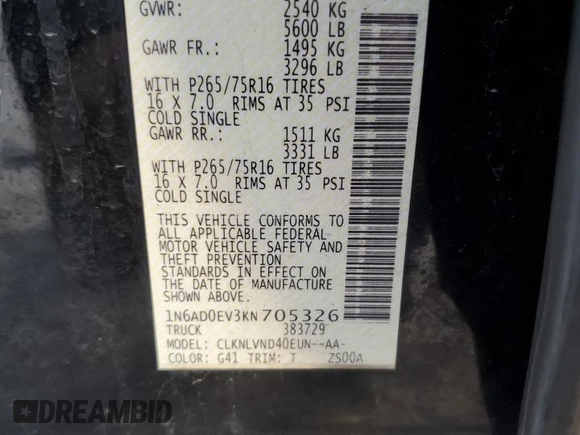 GVWR: 2540 KG
5600 LB
GAWR FR.: 1495 KG
3296 LB
WITH P265/75R16 TIRES
16 X 7.0 RIMS AT 35 PSI
COLD SINGLE
GAWR RR.: 1511 KG
3331 LB
WITH P265/75R16 TIRES
16 X 7.0 RIMS AT 35 PSI
COLD SINGLE
THIS VEHICLE CONFORMS TO
ALL APPLICABLE FEDERAL
MOTOR VEHICLE SAFETY AND
THEFT PREVENTION
STANDARDS IN EFFECT ON
THE DATE OF MANUFACTURE
SHOWN ABOVE.
1N6AD0EV3KN705326
TRUCK 383729
MODEL: CLKNLVND40EUN--AA-
COLOR: G41 TRIM: T ZS00A
DREAMBID